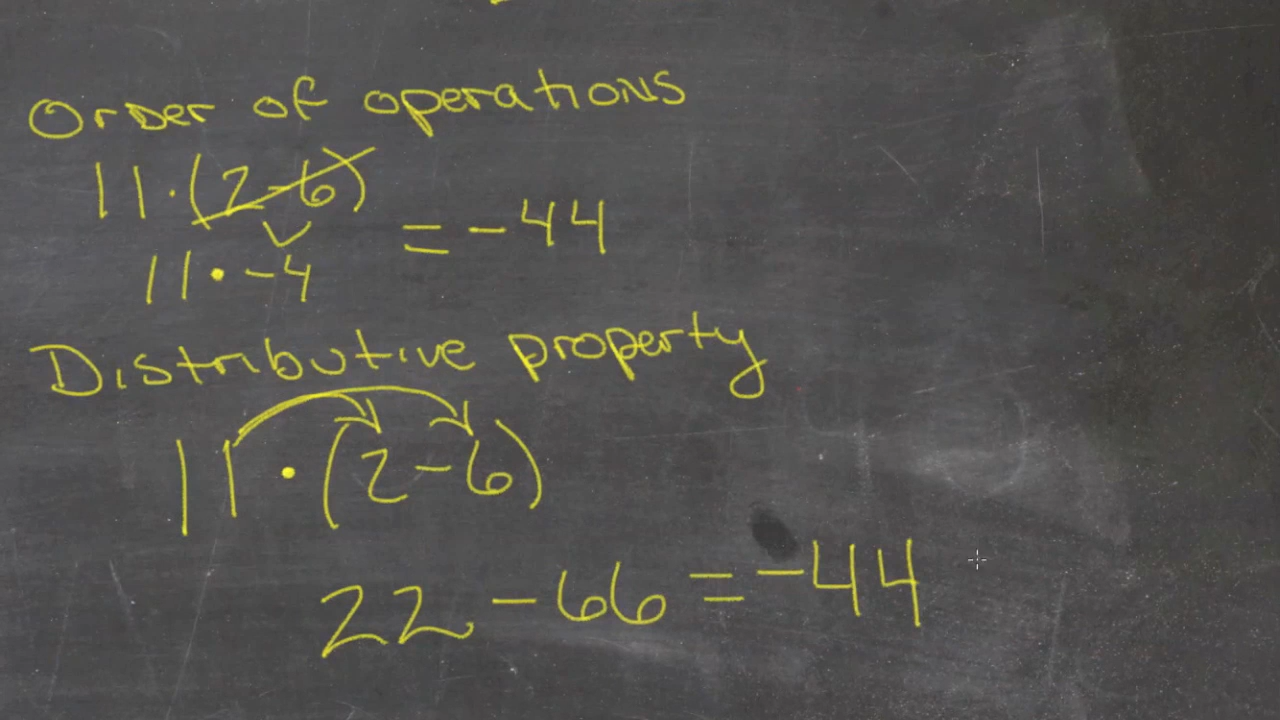 Order of operations
11·(2-6)
= -44
11·-4
Distributive property
11·(2-6)
22-66=-44